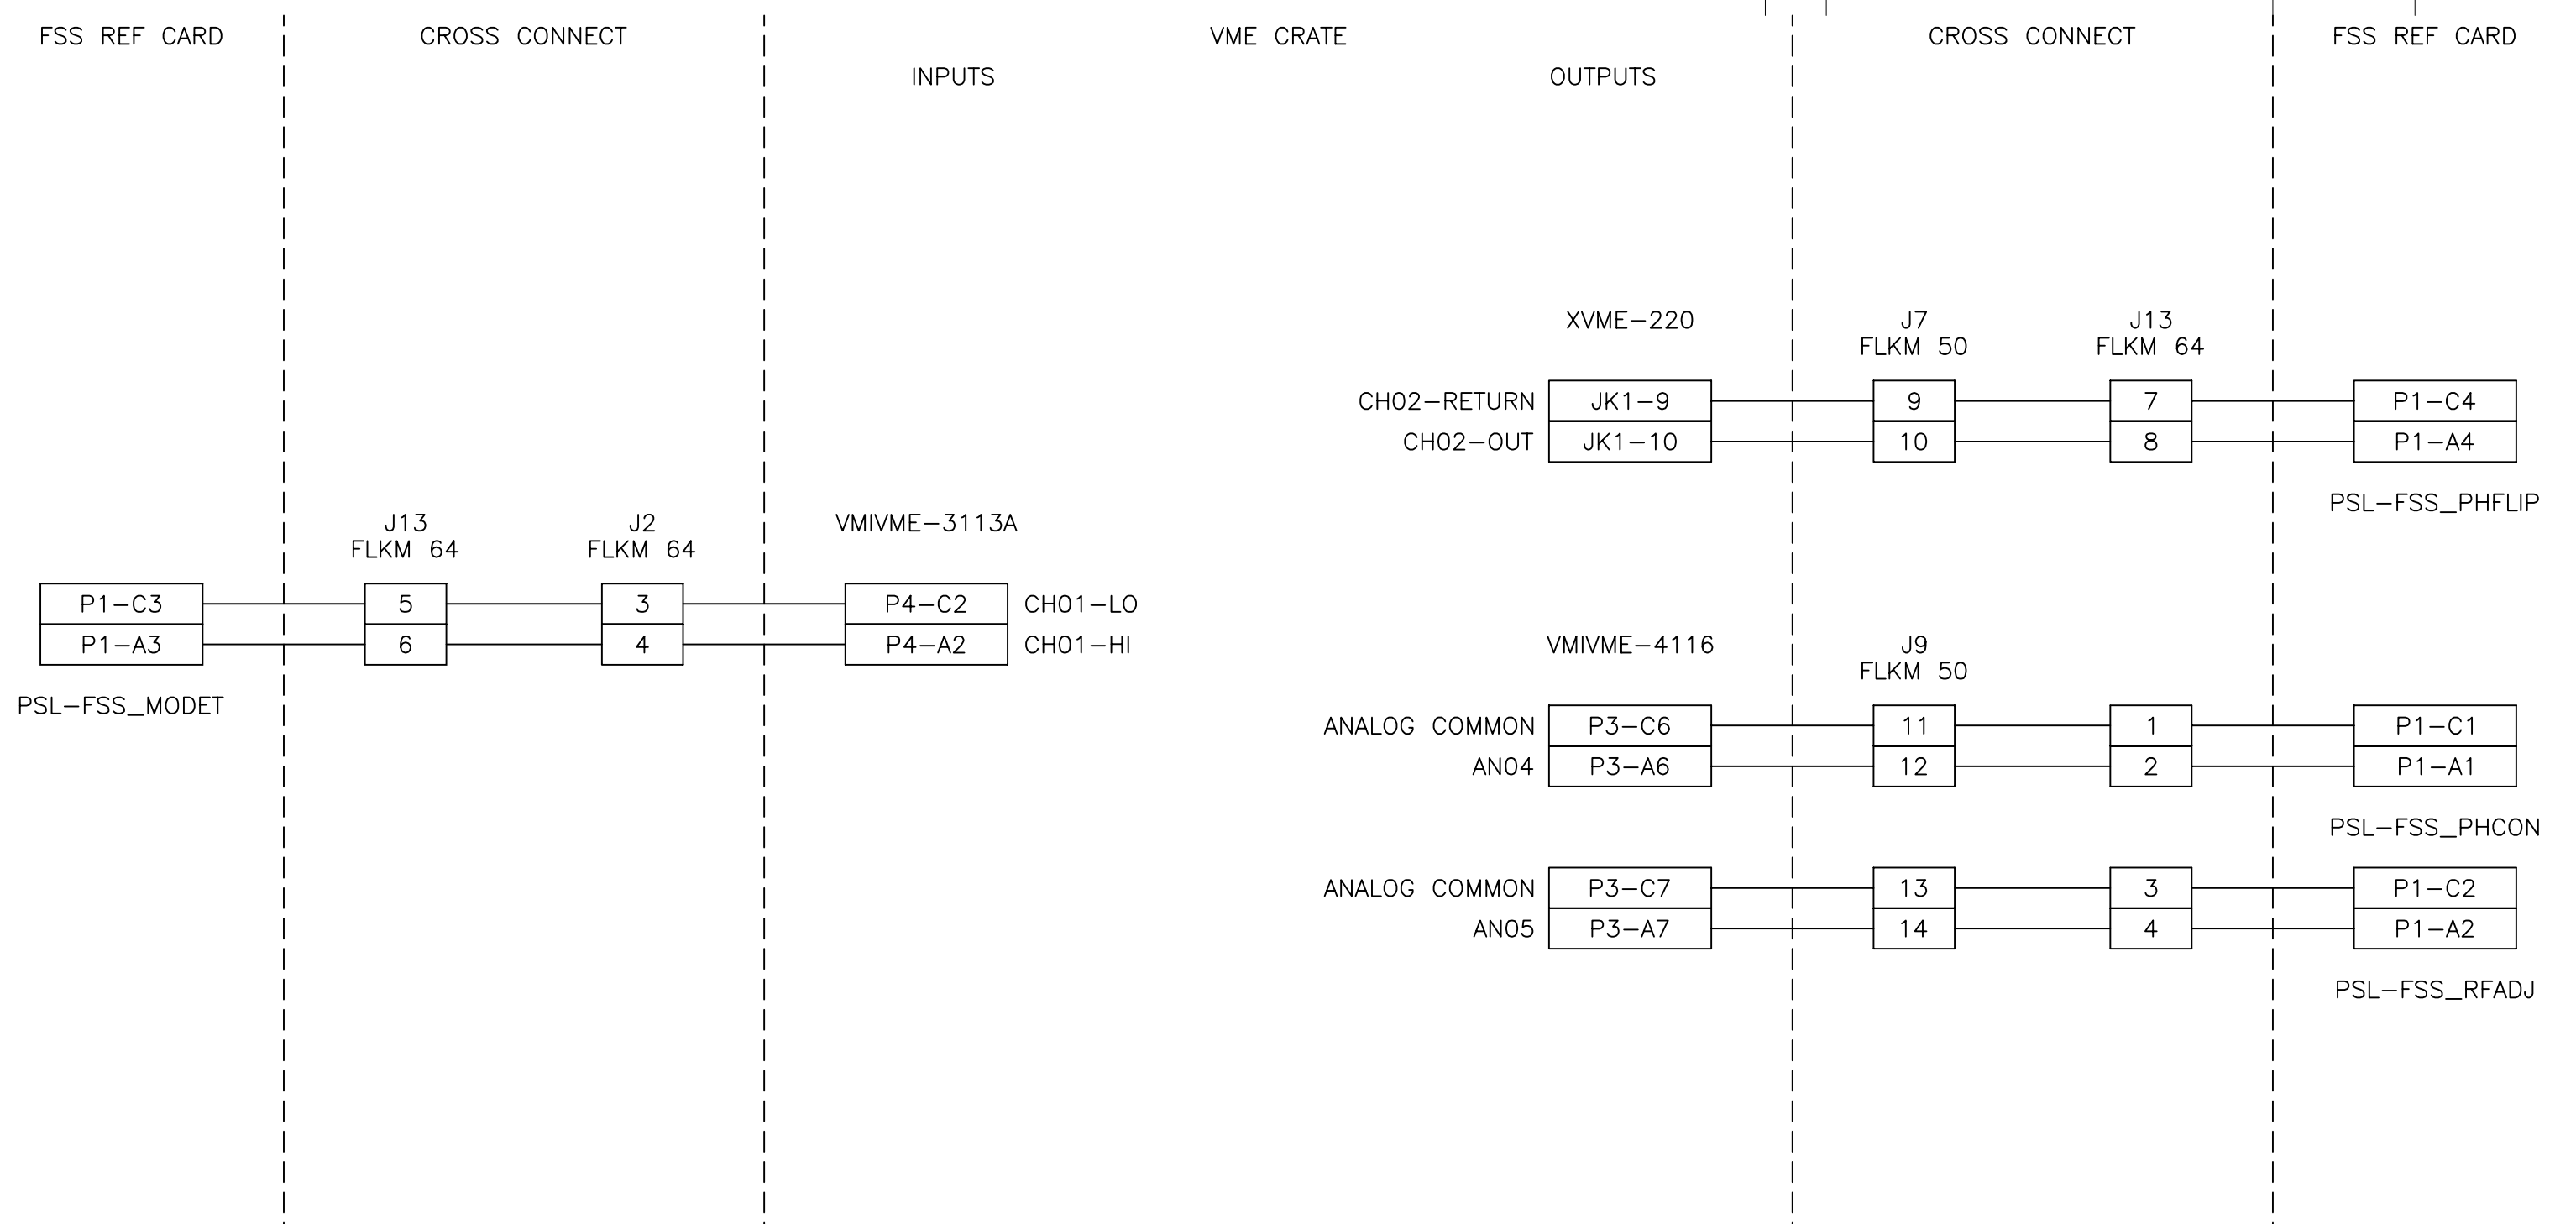 FSS REF CARD
CROSS CONNECT
VME CRATE
CROSS CONNECT
FSS REF CARD
INPUTS
OUTPUTS
XVME-220
J7
FLKM 50
J13
FLKM 64
CH02-RETURN
JK1-9
9
7
P1-C4
CH02-OUT
JK1-10
10
8
P1-A4
PSL-FSS_PHFLIP
J13
FLKM 64
J2
FLKM 64
VMIVME-3113A
P1-C3
5
3
P4-C2
CH01-LO
P1-A3
6
4
P4-A2
CH01-HI
PSL-FSS_MODET
VMIVME-4116
J9
FLKM 50
ANALOG COMMON
P3-C6
11
1
P1-C1
AN04
P3-A6
12
2
P1-A1
PSL-FSS_PHCON
ANALOG COMMON
P3-C7
13
3
P1-C2
AN05
P3-A7
14
4
P1-A2
PSL-FSS_RFADJ